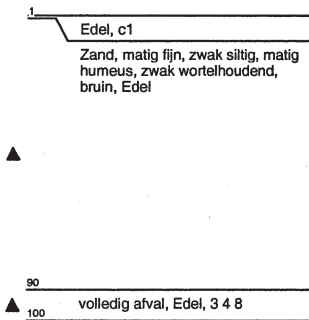 1
Edel, c1
Zand, matig fijn, zwak siltig, matig
humeus, zwak wortelhoudend,
bruin, Edel
90
volledig afval, Edel, 3 4 8
100